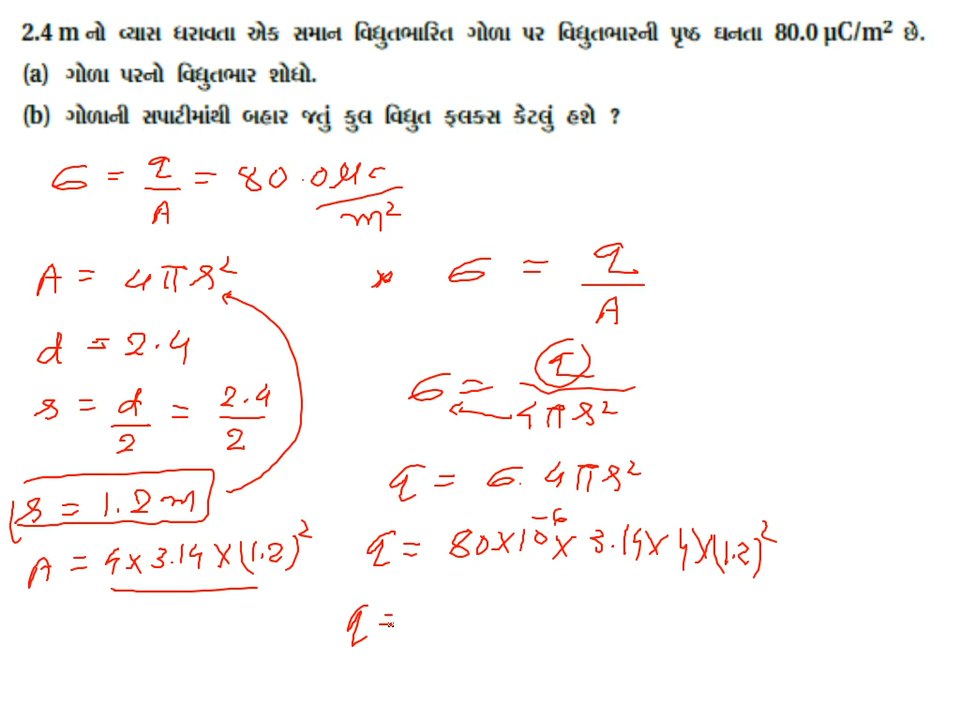 2.4 m નો વ્યાસ ધરાવતા એક સમાન વિદ્યુતભારિત ગોળા પર વિદ્યુતભારની પૃષ્ઠ ઘનતા 80.0 μC/m² છે.
(a) ગોળા પરનો વિદ્યુતભાર શોધો.
(b) ગોળાની સપાટીમાંથી બહાર જતું કુલ વિદ્યુત ફ્લક્સ કેટલું હશે ?
σ = q/A = 80.0 μC/m²
A = 4πr²
* σ = q/A
d = 2.4
σ = q/4πr²
r = d/2 = 2.4/2
q = σ. 4πr²
r = 1.2 m
A = 4 x 3.14 x (1.2)²
q = 80 x 10⁻⁶ x 3.14 x 4 x (1.2)²
q =